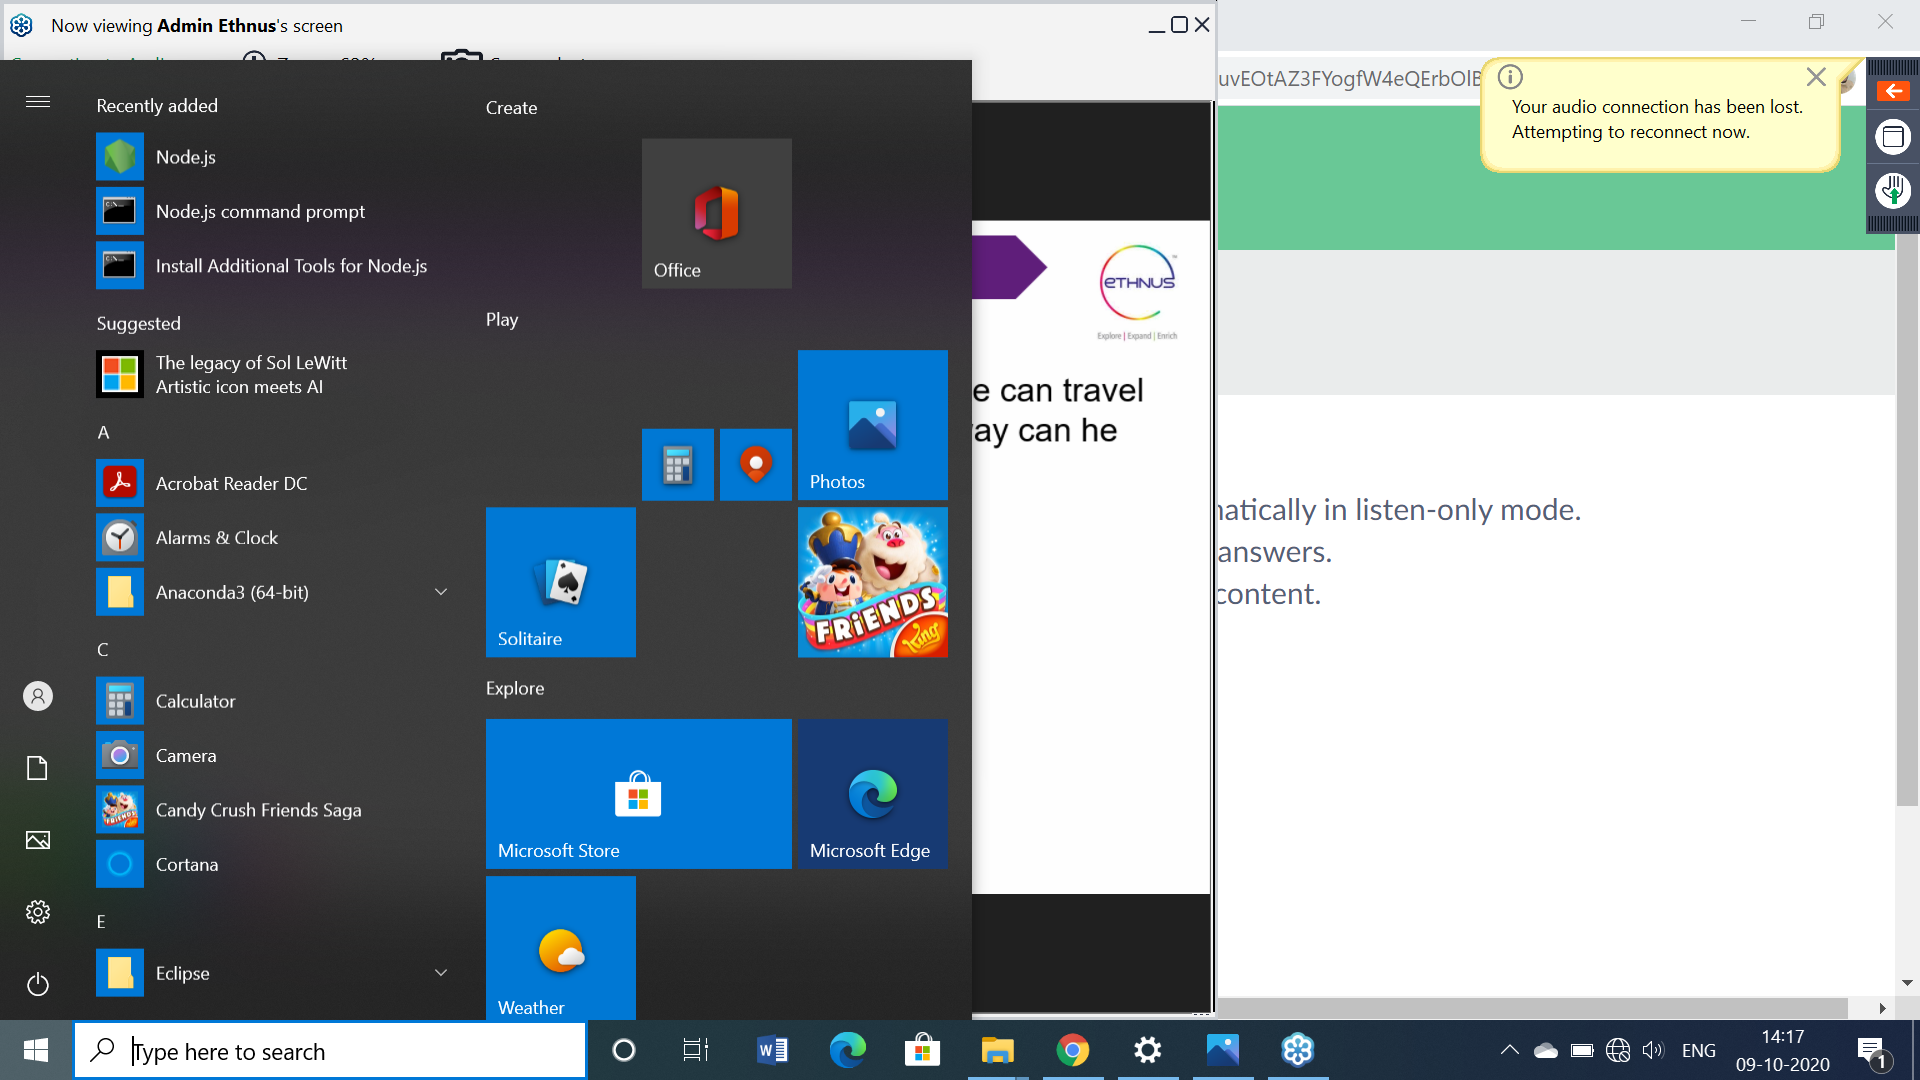 Now viewing Admin Ethnus's screen
Recently added
Node.js
Node.js command prompt
Install Additional Tools for Node.js
Suggested
The legacy of Sol LeWitt
Artistic icon meets AI
A
Acrobat Reader DC
Alarms & Clock
Anaconda3 (64-bit)
C
Calculator
Camera
Candy Crush Friends Saga
Cortana
E
Eclipse
Create
Office
Play
Photos
Solitaire
FRIENDS
King
Explore
Microsoft Store
Microsoft Edge
Weather
ETHNUS
Explore | Expand | Enrich
e can travel
ay can he
uvEOtAZ3FYogfW4eQErbOlB
Your audio connection has been lost.
Attempting to reconnect now.
atically in listen-only mode.
answers.
content.
Type here to search
ENG
14:17
09-10-2020
1